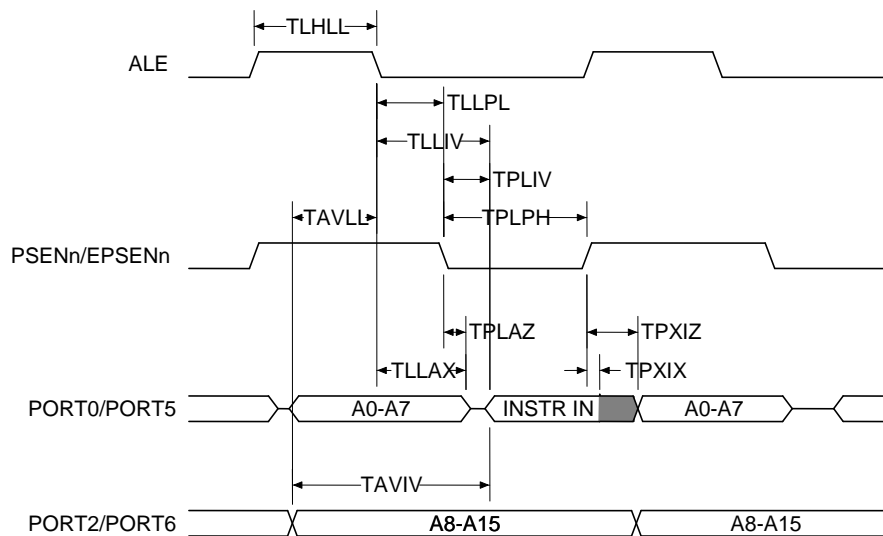 TLHLL
ALE
TLLPL
TLLIV
TPLIV
TAVLL
TPLPH
PSENn/EPSENn
TPLAZ
TPXIZ
TLLAX
TPXIX
PORT0/PORT5
A0-A7
INSTR IN
A0-A7
TAVIV
PORT2/PORT6
A8-A15
A8-A15